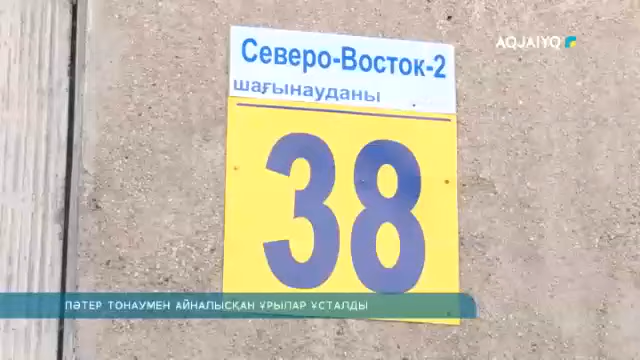 AQJAIYQ
Северо-Восток-2
шағынауданы
38
ПӘТЕР ТОНАУМЕН АЙНАЛЫСҚАН ҰРЫЛАР ҰСТАЛДЫ